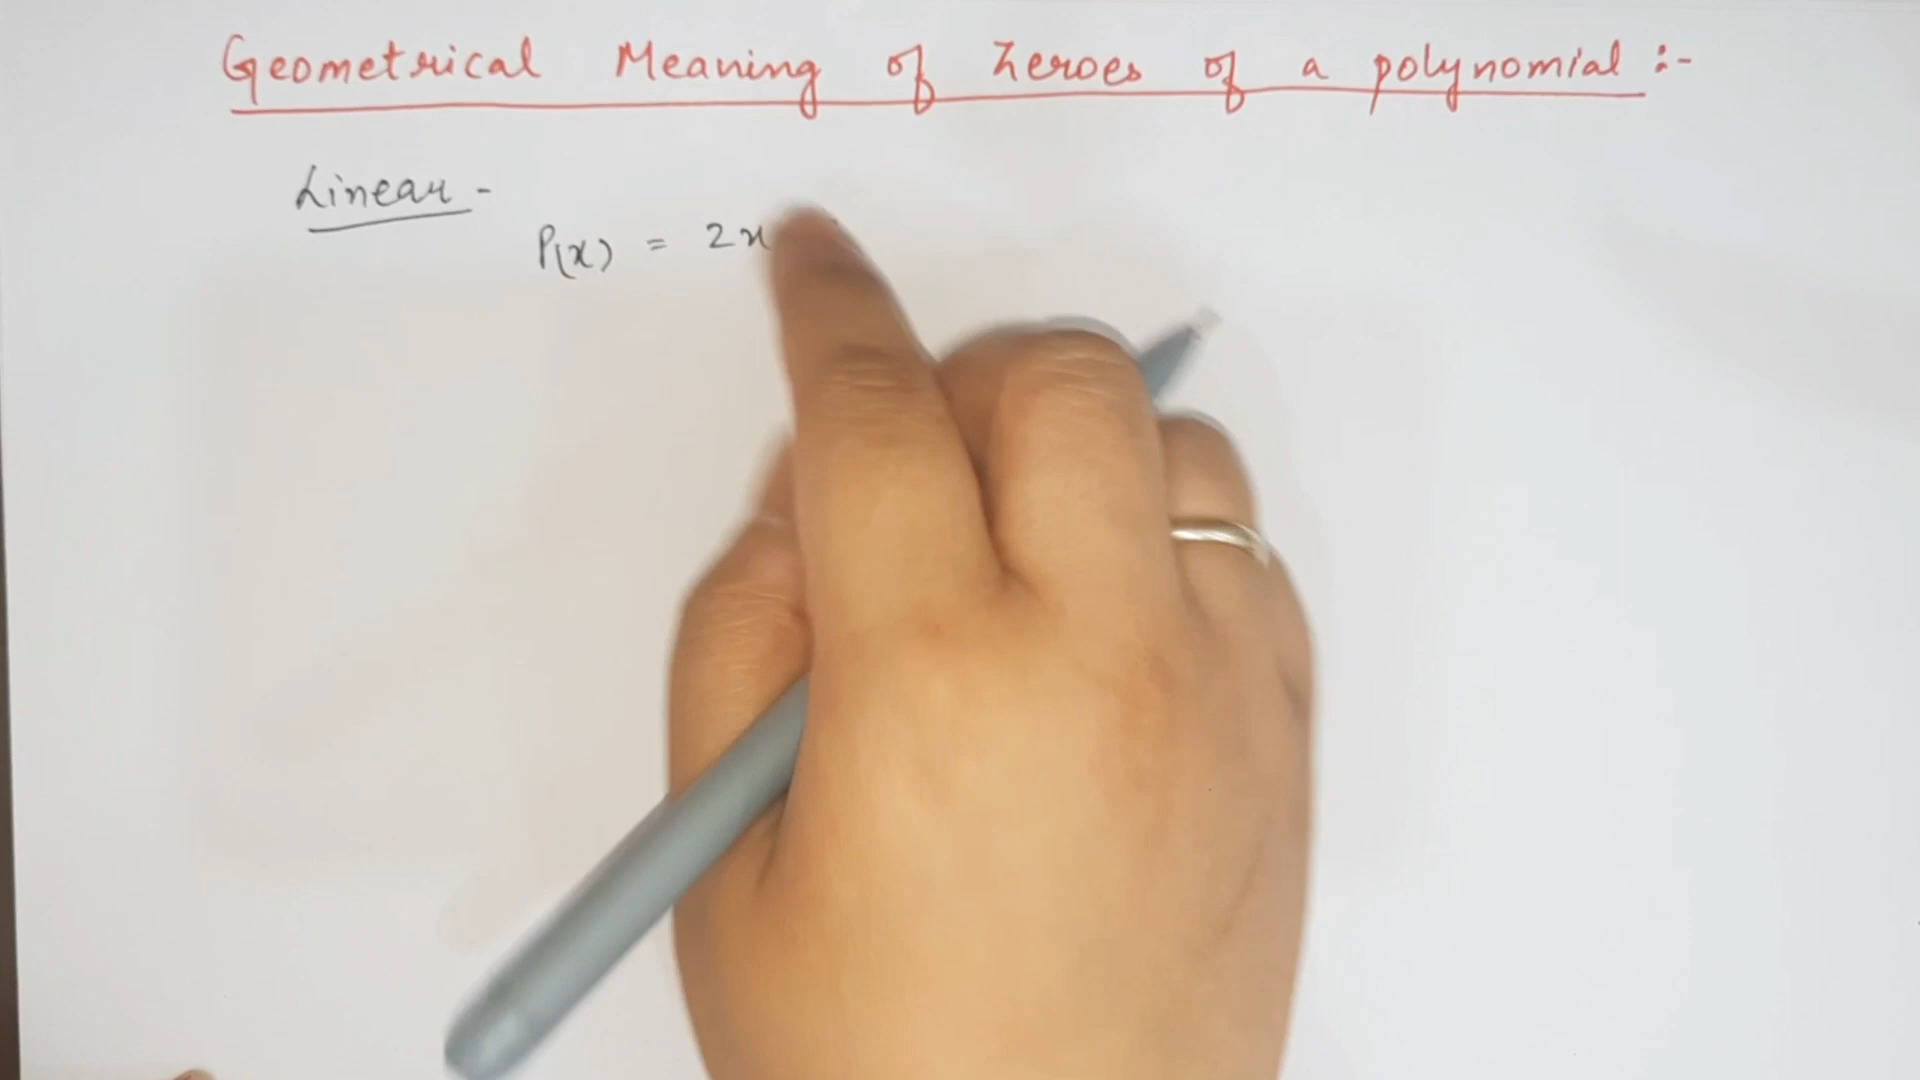 Geometrical Meaning of Zeroes of a polynomial :-
Linear -
P(x) = 2x